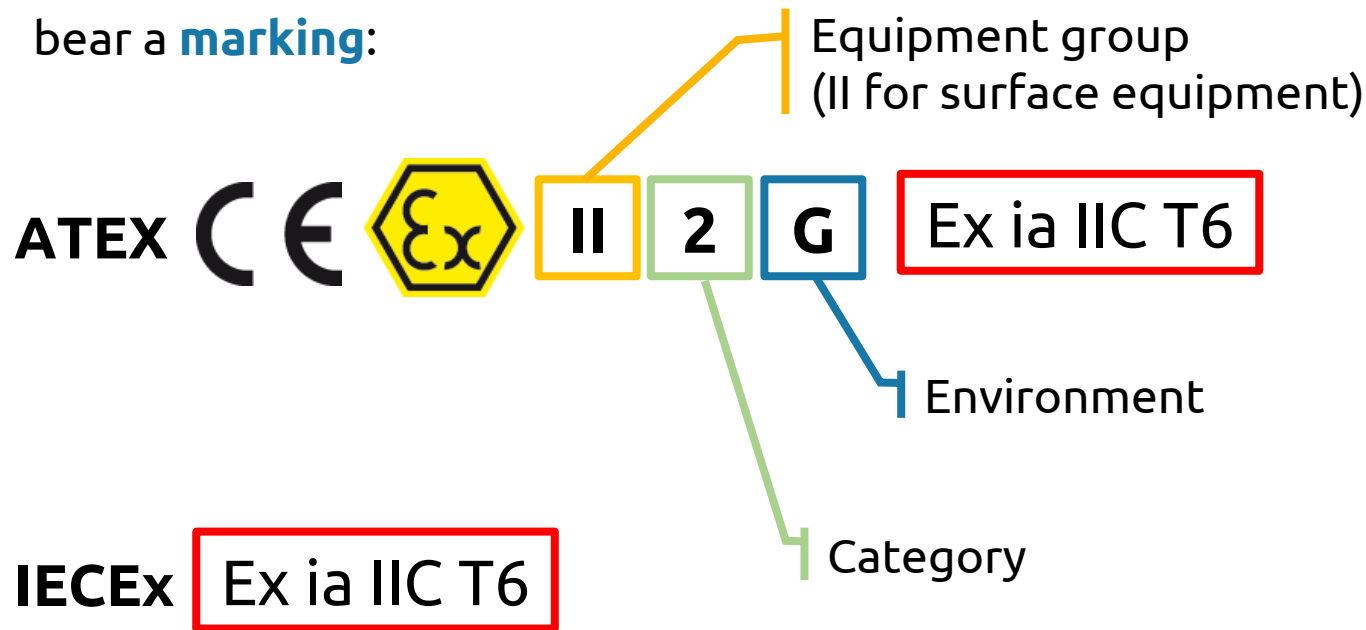 bear a marking:
Equipment group
(II for surface equipment)
ATEX CE Ex II 2 G Ex ia IIC T6
Environment
Category
IECEx Ex ia IIC T6